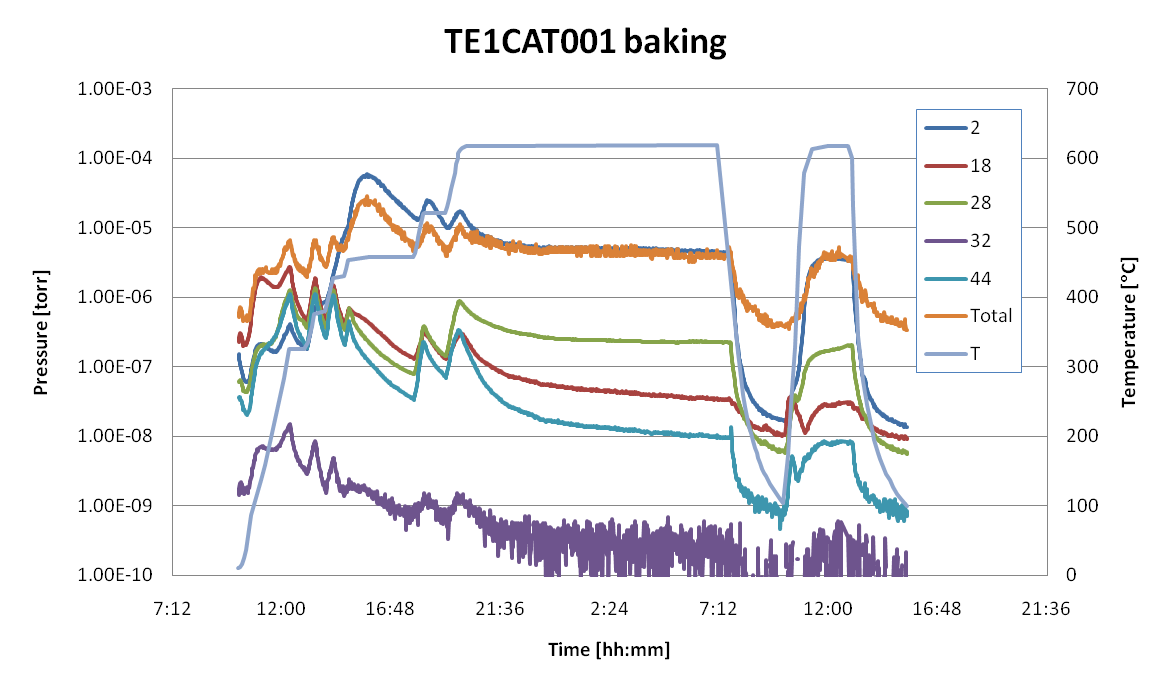 TE1CAT001 baking
1.00E-03
1.00E-04
1.00E-05
1.00E-06
1.00E-07
1.00E-08
1.00E-09
1.00E-10
Pressure [torr]
700
600
500
400
300
200
100
0
Temperature [°C]
2
18
28
32
44
Total
T
7:12
12:00
16:48
21:36
2:24
7:12
12:00
16:48
21:36
Time [hh:mm]